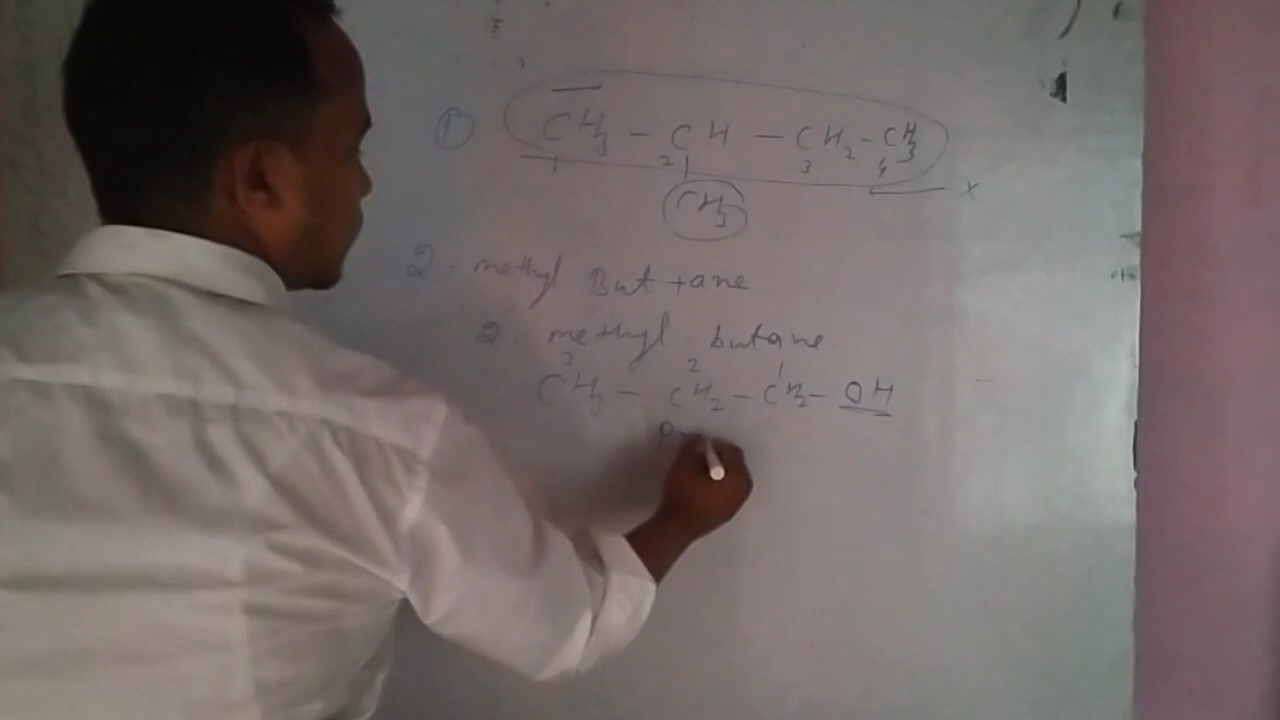 ① CH3 - CH - CH2 - CH3 x
1 2 3 4
CH3
2 - methyl But tane
2. methyl butane
3 2 1
CH3 - CH2 - CH2 - OH
P